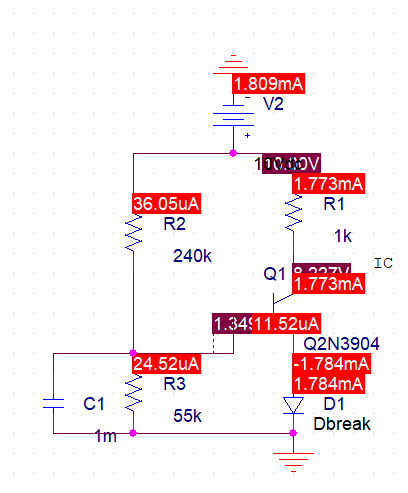 1.809mA
V2
10.00V
1.773mA
36.05uA
R2
R1
240k
1k
8.227V
IC
Q1
1.773mA
1.349
11.52uA
Q2N3904
24.52uA
-1.784mA
R3
1.784mA
C1
D1
55k
Dbreak
1m